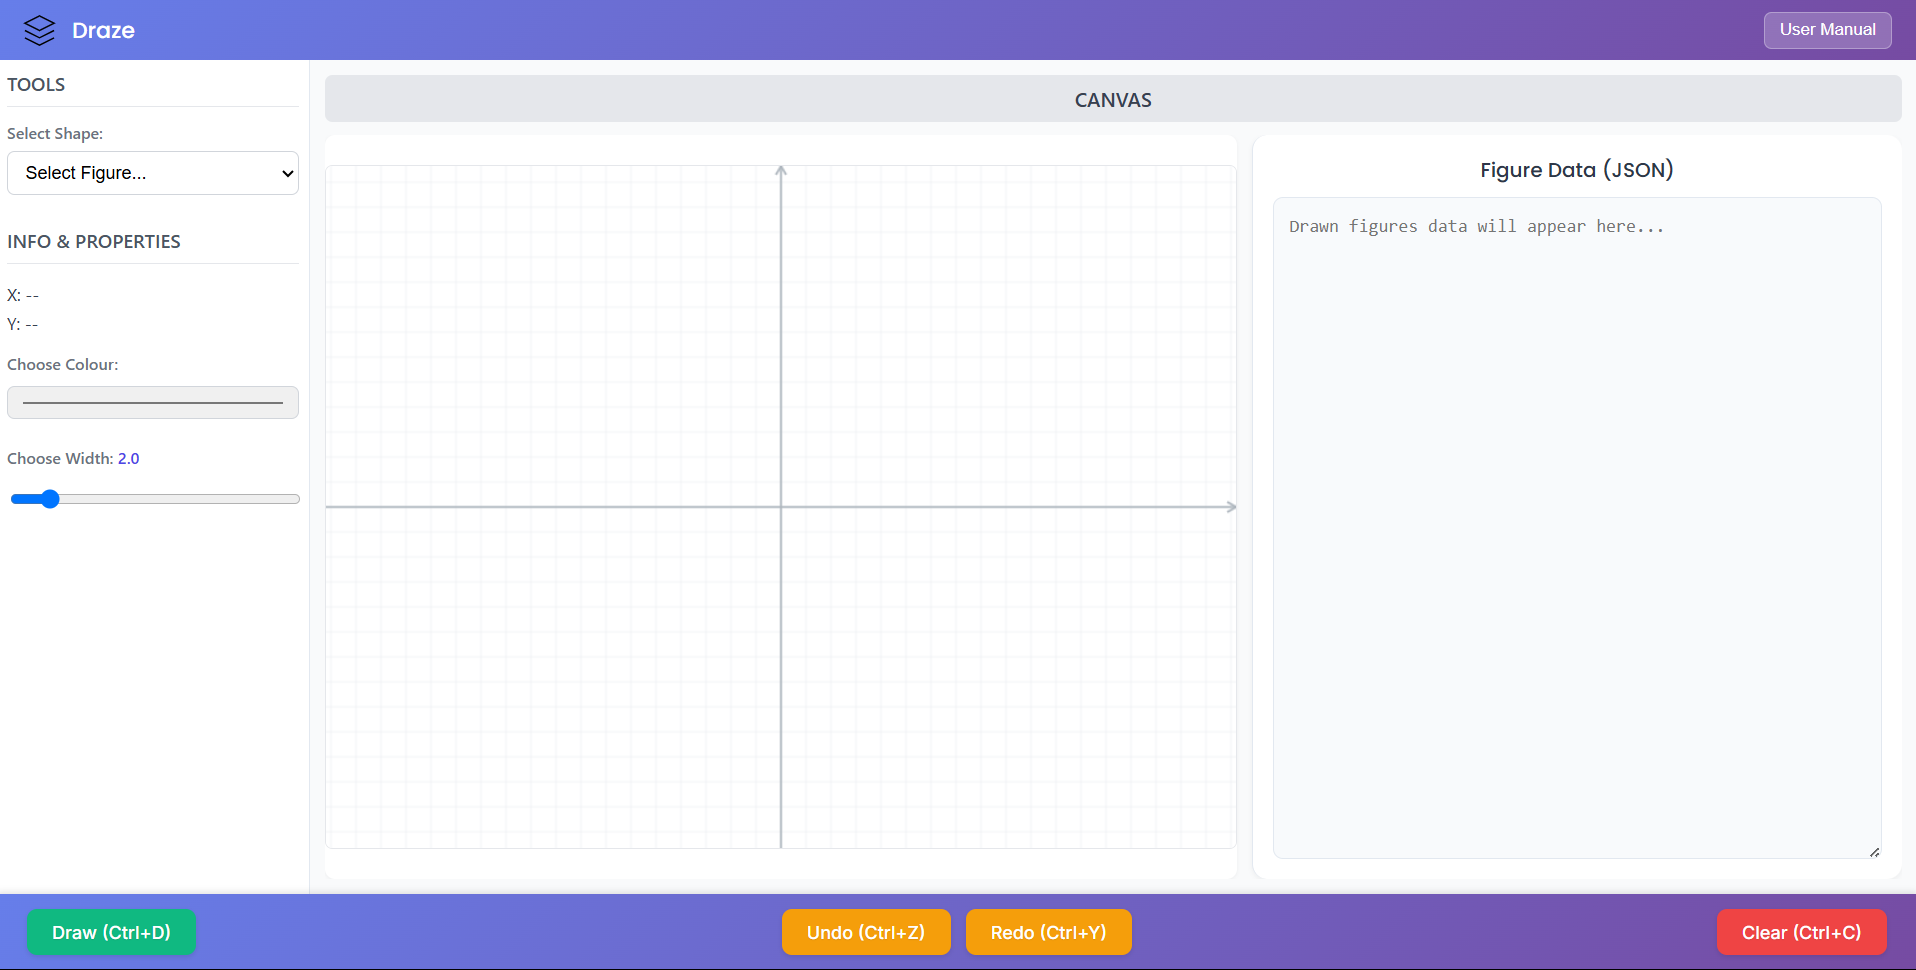 Draze
User Manual
TOOLS
Select Shape:
Select Figure...
INFO & PROPERTIES
X: --
Y: --
Choose Colour:
Choose Width: 2.0
CANVAS
Figure Data (JSON)
Drawn figures data will appear here...
Draw (Ctrl+D)
Undo (Ctrl+Z)
Redo (Ctrl+Y)
Clear (Ctrl+C)